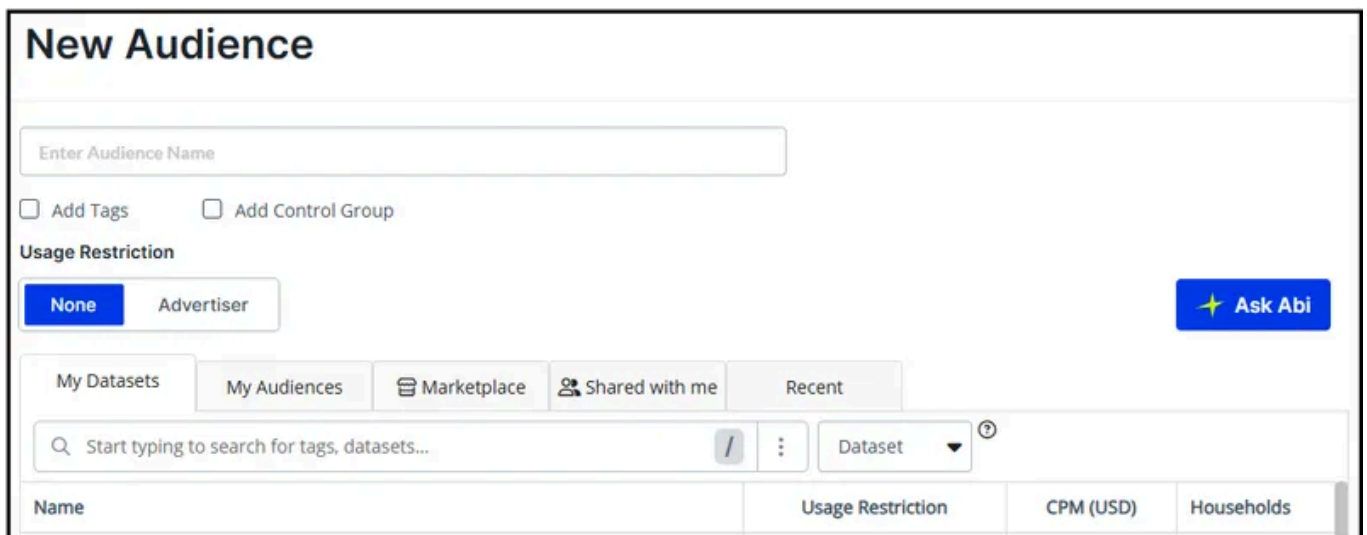 New Audience
Enter Audience Name
Add Tags Add Control Group
Usage Restriction
None Advertiser Ask Abi
My Datasets My Audiences Marketplace Shared with me Recent
Start typing to search for tags, datasets... / Dataset ?
Name Usage Restriction CPM (USD) Households